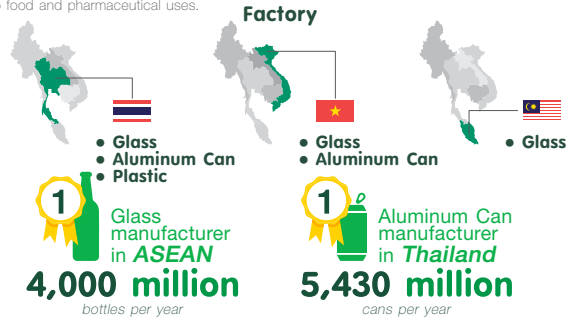 food and pharmaceutical uses.
Factory
• Glass
• Aluminum Can
• Plastic
• Glass
• Aluminum Can
• Glass
1
Glass
manufacturer
in ASEAN
4,000 million
bottles per year
1
Aluminum Can
manufacturer
in Thailand
5,430 million
cans per year